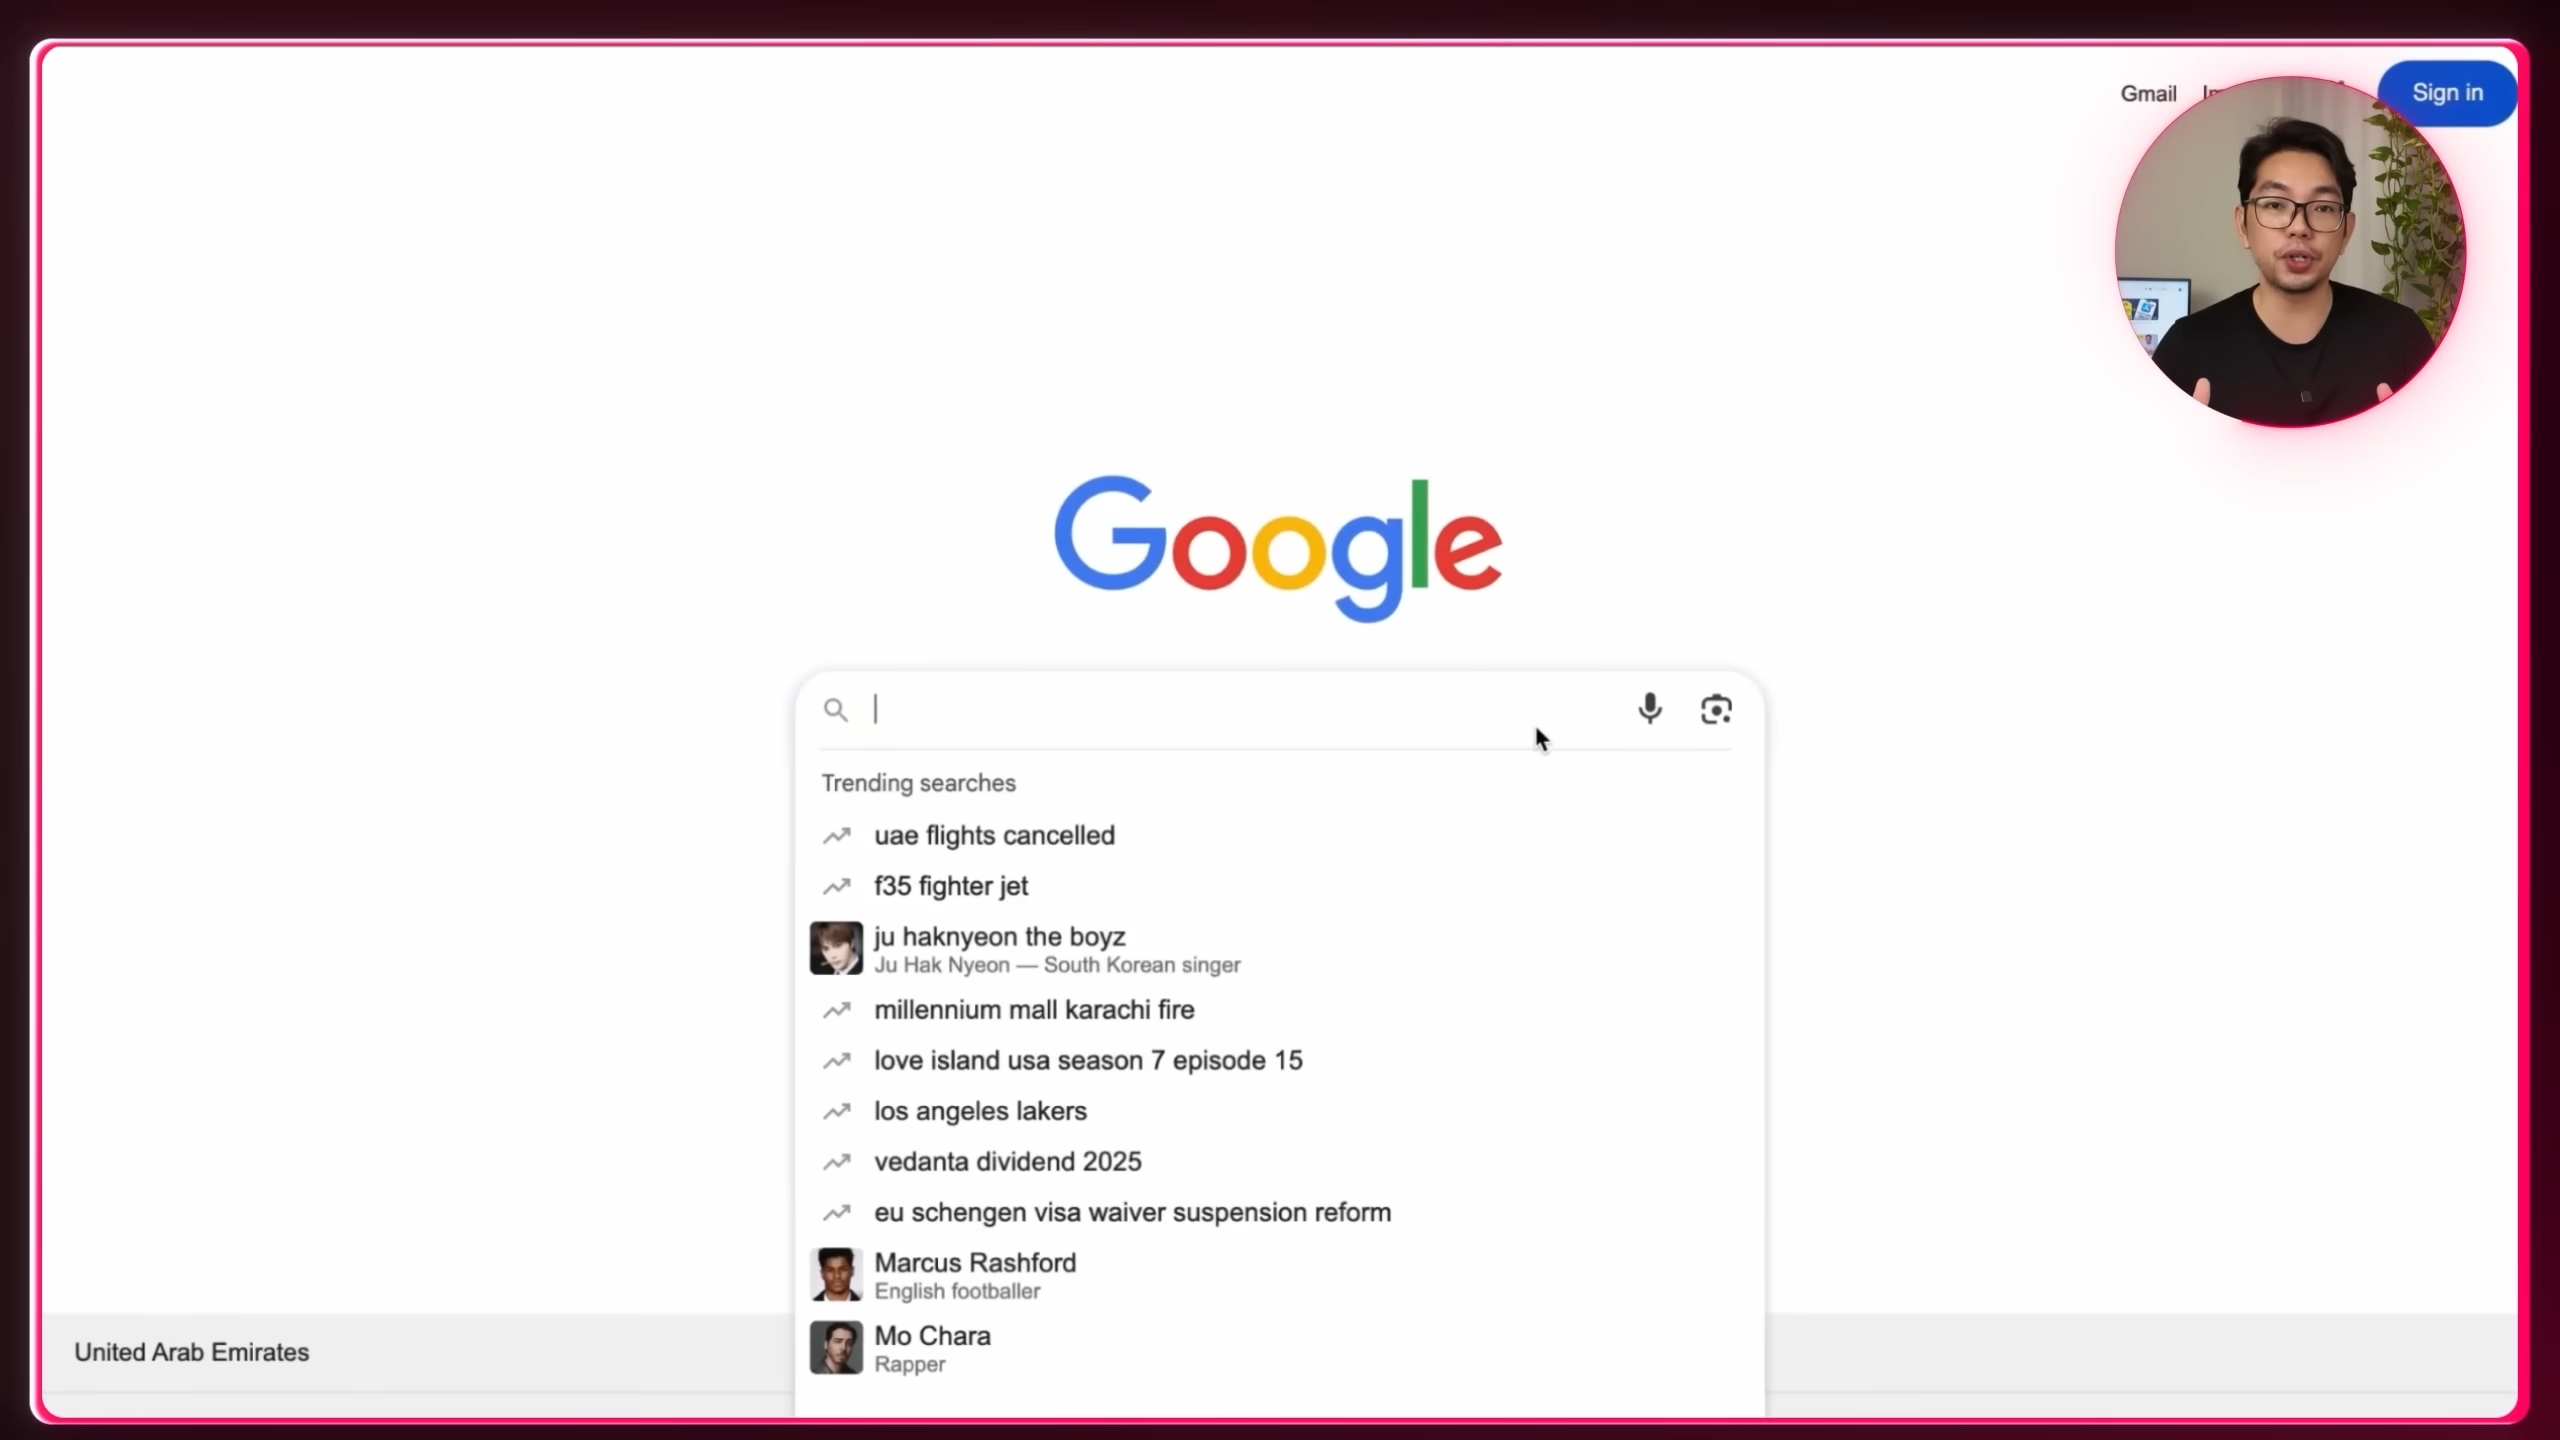 Gmail
Sign in
Google
Trending searches
uae flights cancelled
f35 fighter jet
ju haknyeon the boyz
Ju Hak Nyeon — South Korean singer
millennium mall karachi fire
love island usa season 7 episode 15
los angeles lakers
vedanta dividend 2025
eu schengen visa waiver suspension reform
Marcus Rashford
English footballer
Mo Chara
Rapper
United Arab Emirates